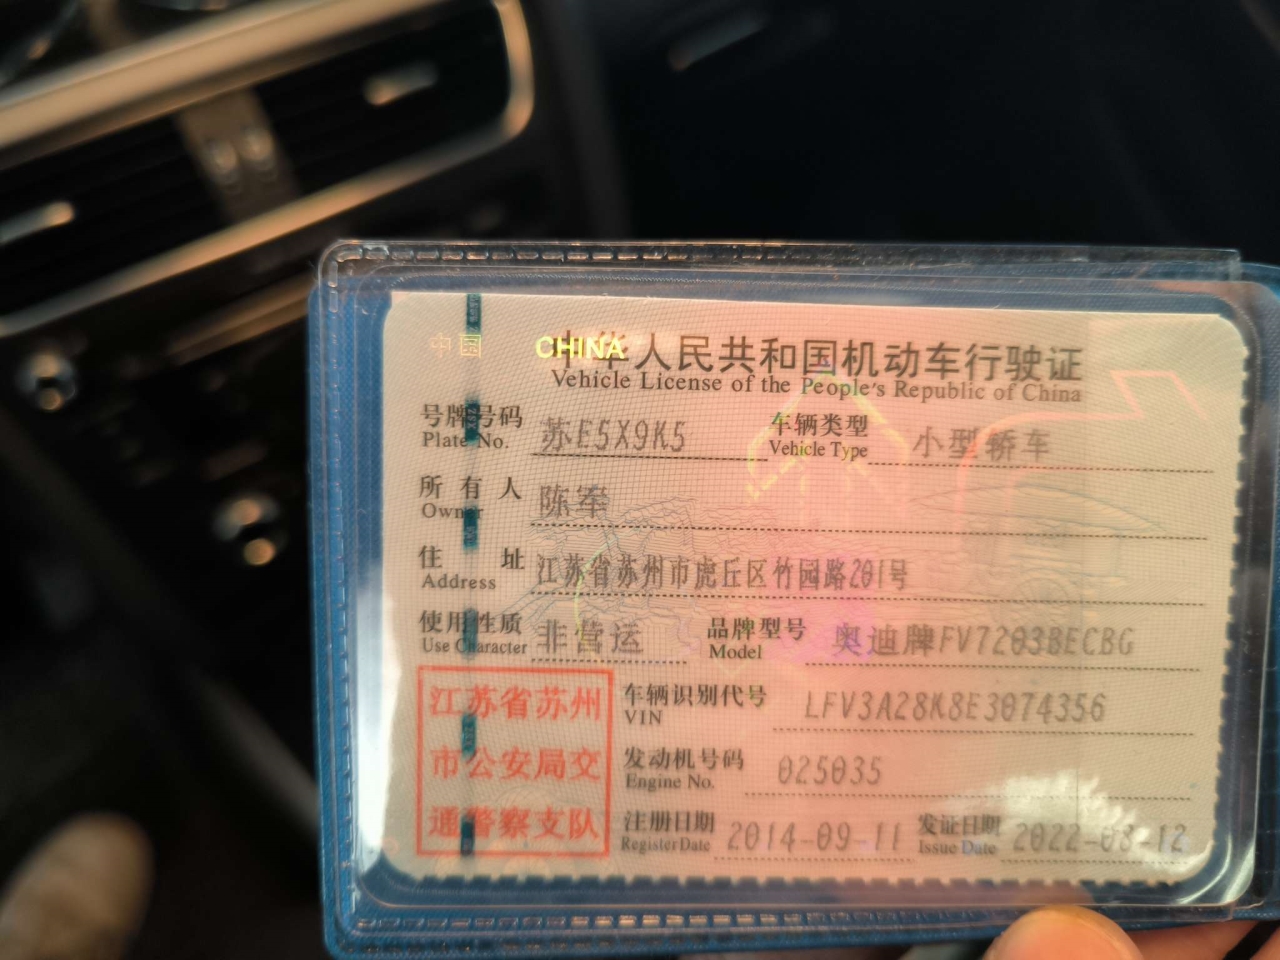 中国 CHINA
中华人民共和国机动车行驶证
Vehicle License of the People's Republic of China
号牌号码 苏E5X9K5 车辆类型 小型轿车
Plate No. Vehicle Type
所有人 陈军
Owner
住址 江苏省苏州市虎丘区竹园路201号
Address
使用性质 非营运 品牌型号 奥迪牌FV7203BECBG
Use Character Model
江苏省苏州
市公安局交
通警察支队
车辆识别代号 LFV3A28K8E3074356
VIN
发动机号码 025035
Engine No.
注册日期 2014-09-11 发证日期 2022-08-12
Register Date Issue Date